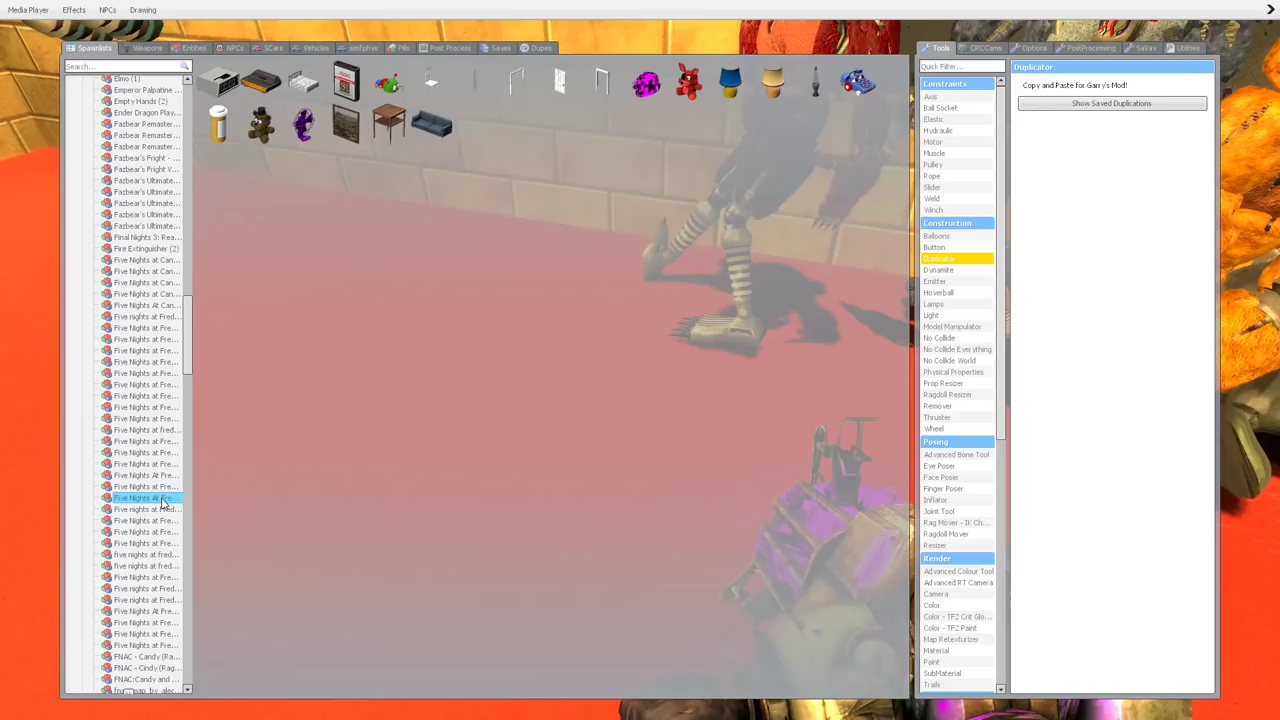 Media Player Effects NPCs Drawing
Spawnlists Weapons Entities NPCs SCars Vehicles simfphys Pills Post Process Saves Dupes
Search...
Elmo (1)
Emperor Palpatine
Empty Hands (2)
Ender Dragon Play...
Fazbear Remaster...
Fazbear Remaster...
Fazbear Remaster...
Fazbear's Fright - ...
Fazbear's Fright V...
Fazbear's Ultimate...
Fazbear's Ultimate...
Fazbear's Ultimate...
Fazbear's Ultimate...
Fazbear's Ultimate...
Final Nights 3: Rea...
Fire Extinguisher (2)
Five Nights at Can...
Five Nights at Can...
Five Nights at Can...
Five Nights at Can...
Five Nights At Can...
Five nights at Fred...
Five Nights at Fre...
Five Nights at Fre...
Five Nights at Fre...
Five Nights at Fre...
Five Nights at Fre...
Five Nights at Fre...
Five Nights at Fre...
Five Nights at Fre...
Five Nights at Fre...
Five Nights at fred...
Five Nights at Fre...
Five Nights at Fre...
Five Nights at Fre...
Five Nights At Fre...
Five Nights at Fre...
Five Nights At Fre...
Five nights at Fred...
Five Nights at Fre...
Five Nights at Fre...
Five Nights at Fre...
five nights at fred...
five nights at fred...
Five Nights at Fre...
Five nights at Fred...
Five nights at Fred...
Five Nights At Fre...
Five Nights at Fre...
Five Nights at Fre...
Five Nights at Fre...
FNAC - Candy (Ra...
FNAC - Cindy (Rag...
FNAC:Candy and
Tools CRCCams Options PostProcessing SaVav Utilities
Quick Filter...
Constraints
Axis
Ball Socket
Elastic
Hydraulic
Motor
Muscle
Pulley
Rope
Slider
Weld
Winch
Construction
Balloons
Button
Duplicator
Dynamite
Emitter
Hoverball
Lamps
Light
Model Manipulator
No Collide
No Collide Everything
No Collide World
Physical Properties
Prop Resizer
Ragdoll Resizer
Remover
Thruster
Wheel
Posing
Advanced Bone Tool
Eye Poser
Face Poser
Finger Poser
Inflator
Joint Tool
Rag Mover - IK Ch...
Ragdoll Mover
Resizer
Render
Advanced Colour Tool
Advanced RT Camera
Camera
Color
Color - TF2 Crit Glo...
Color - TF2 Paint
Map Retexturizer
Material
Paint
SubMaterial
Trails
Duplicator
Copy and Paste for Garry's Mod!
Show Saved Duplications